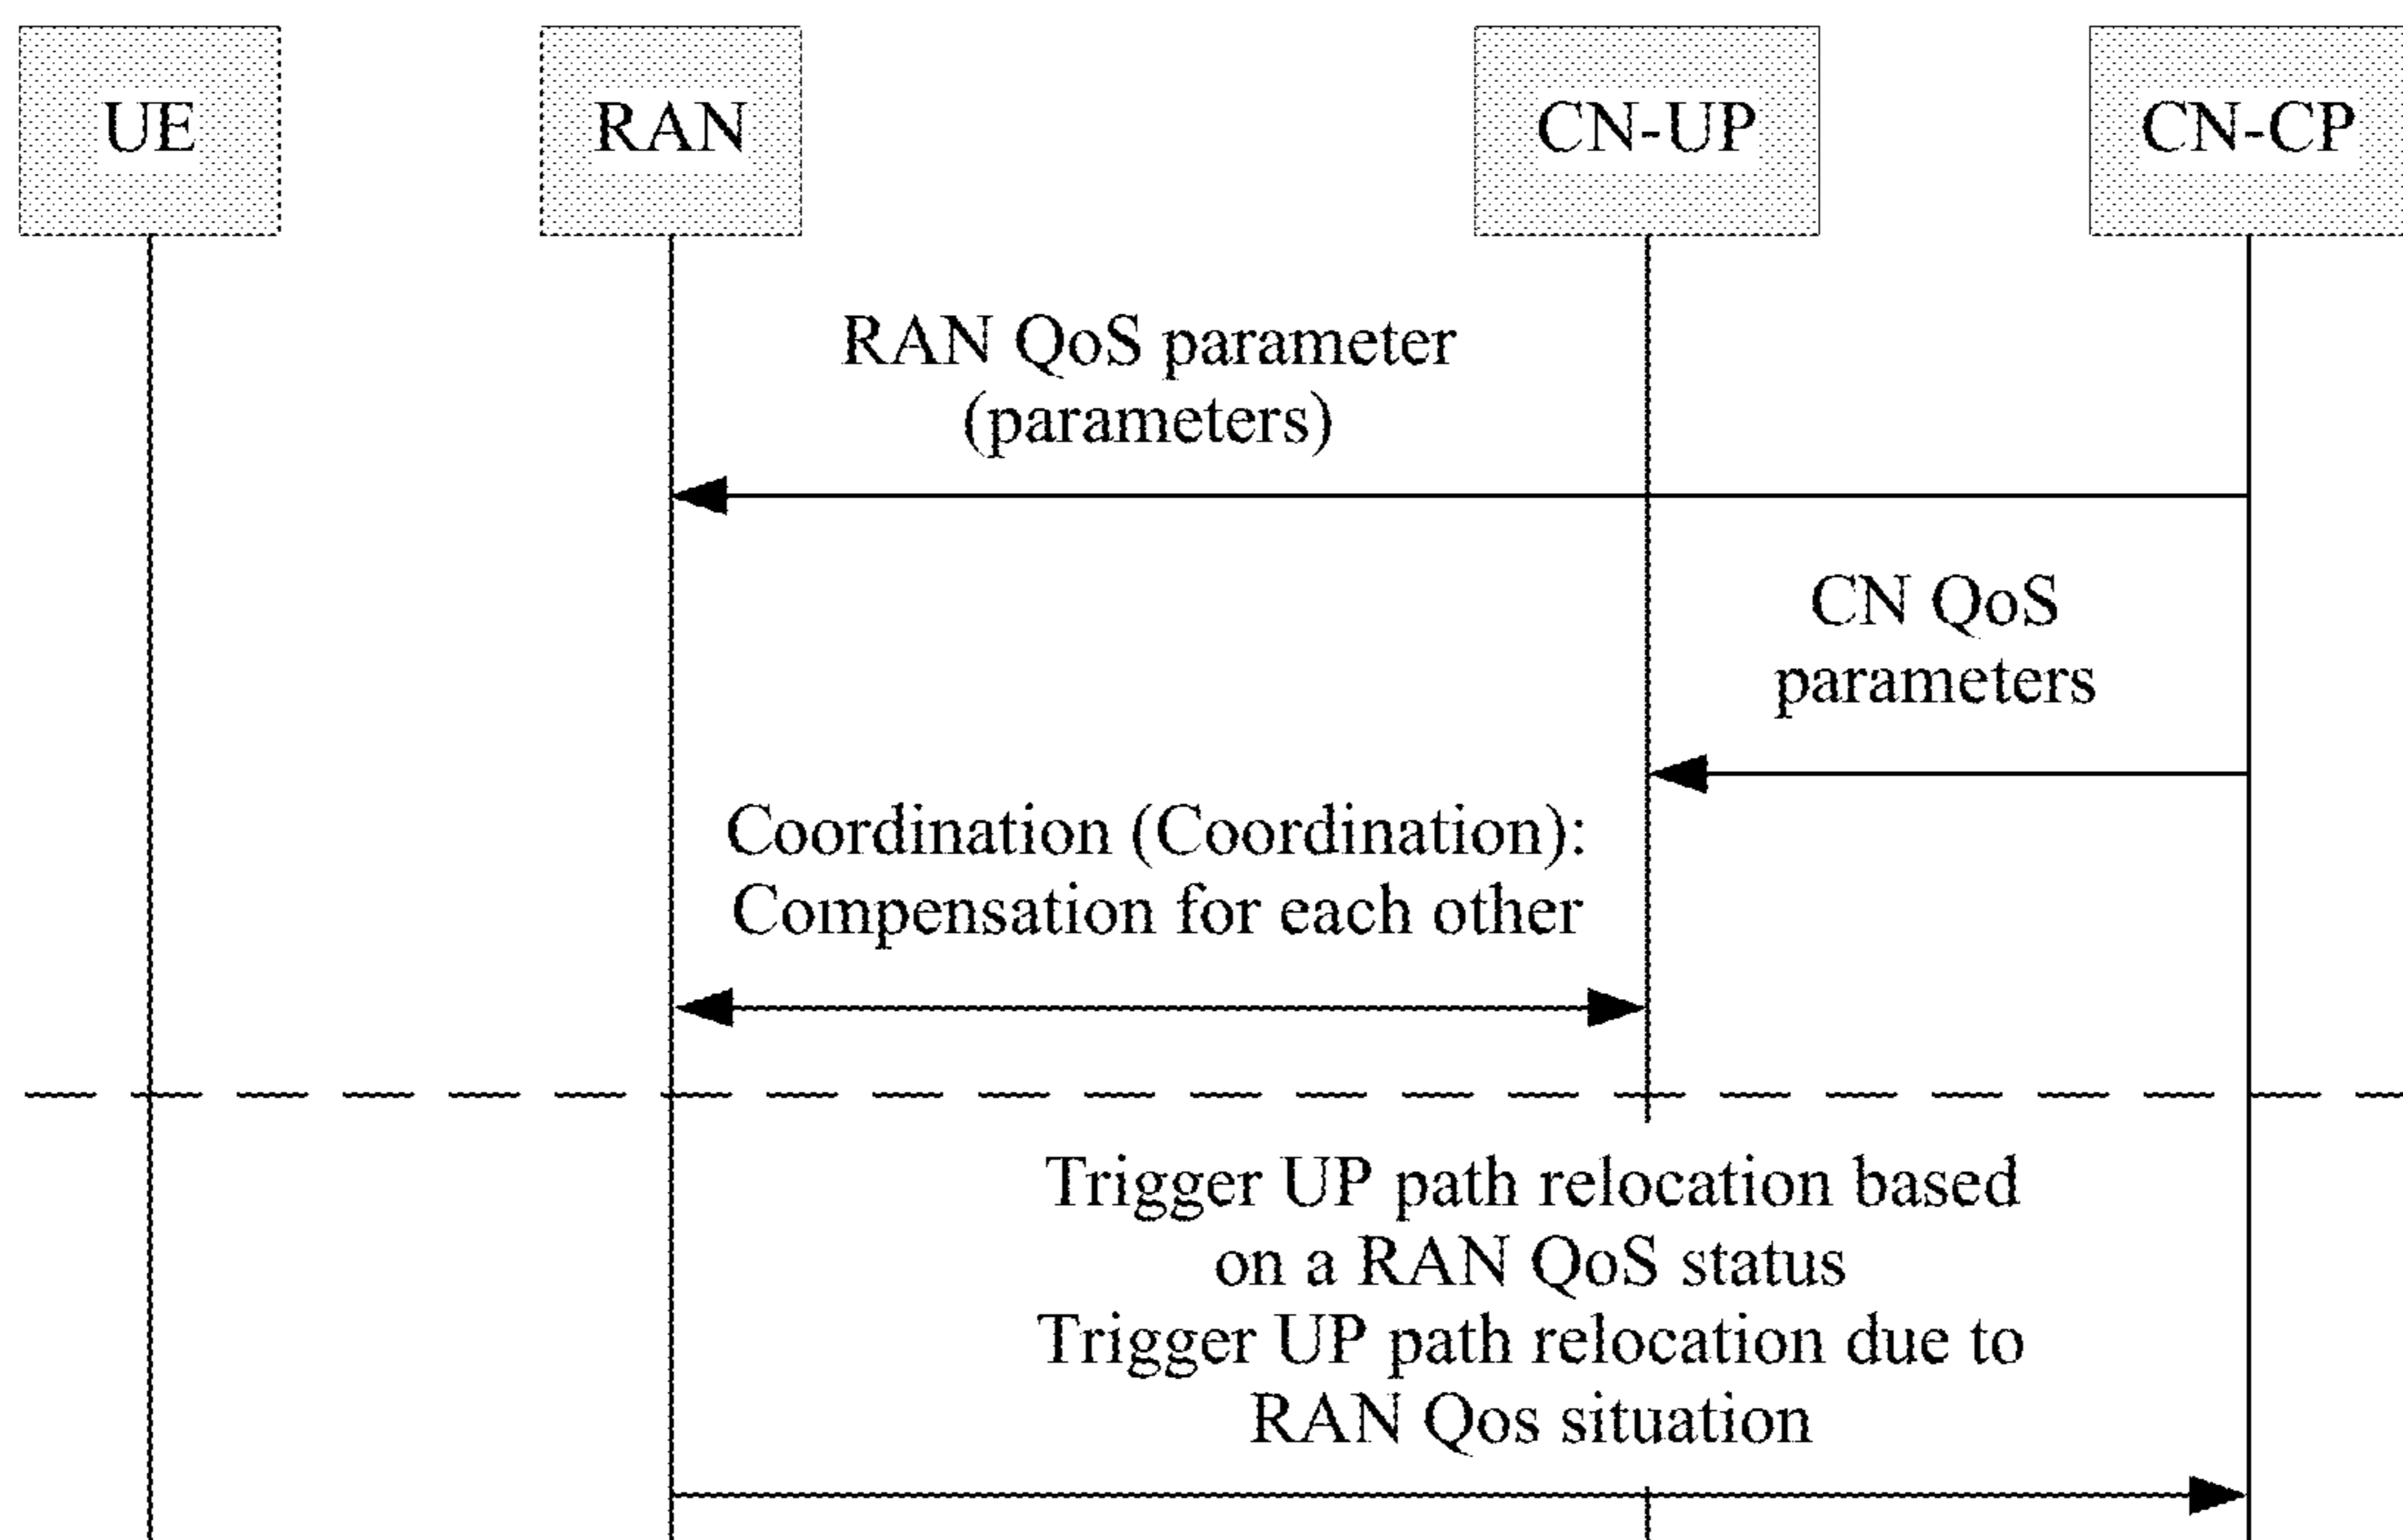 UE
RAN
CN-UP
CN-CP
RAN QoS parameter
(parameters)
CN QoS
parameters
Coordination (Coordination):
Compensation for each other
Trigger UP path relocation based
on a RAN QoS status
Trigger UP path relocation due to
RAN Qos situation